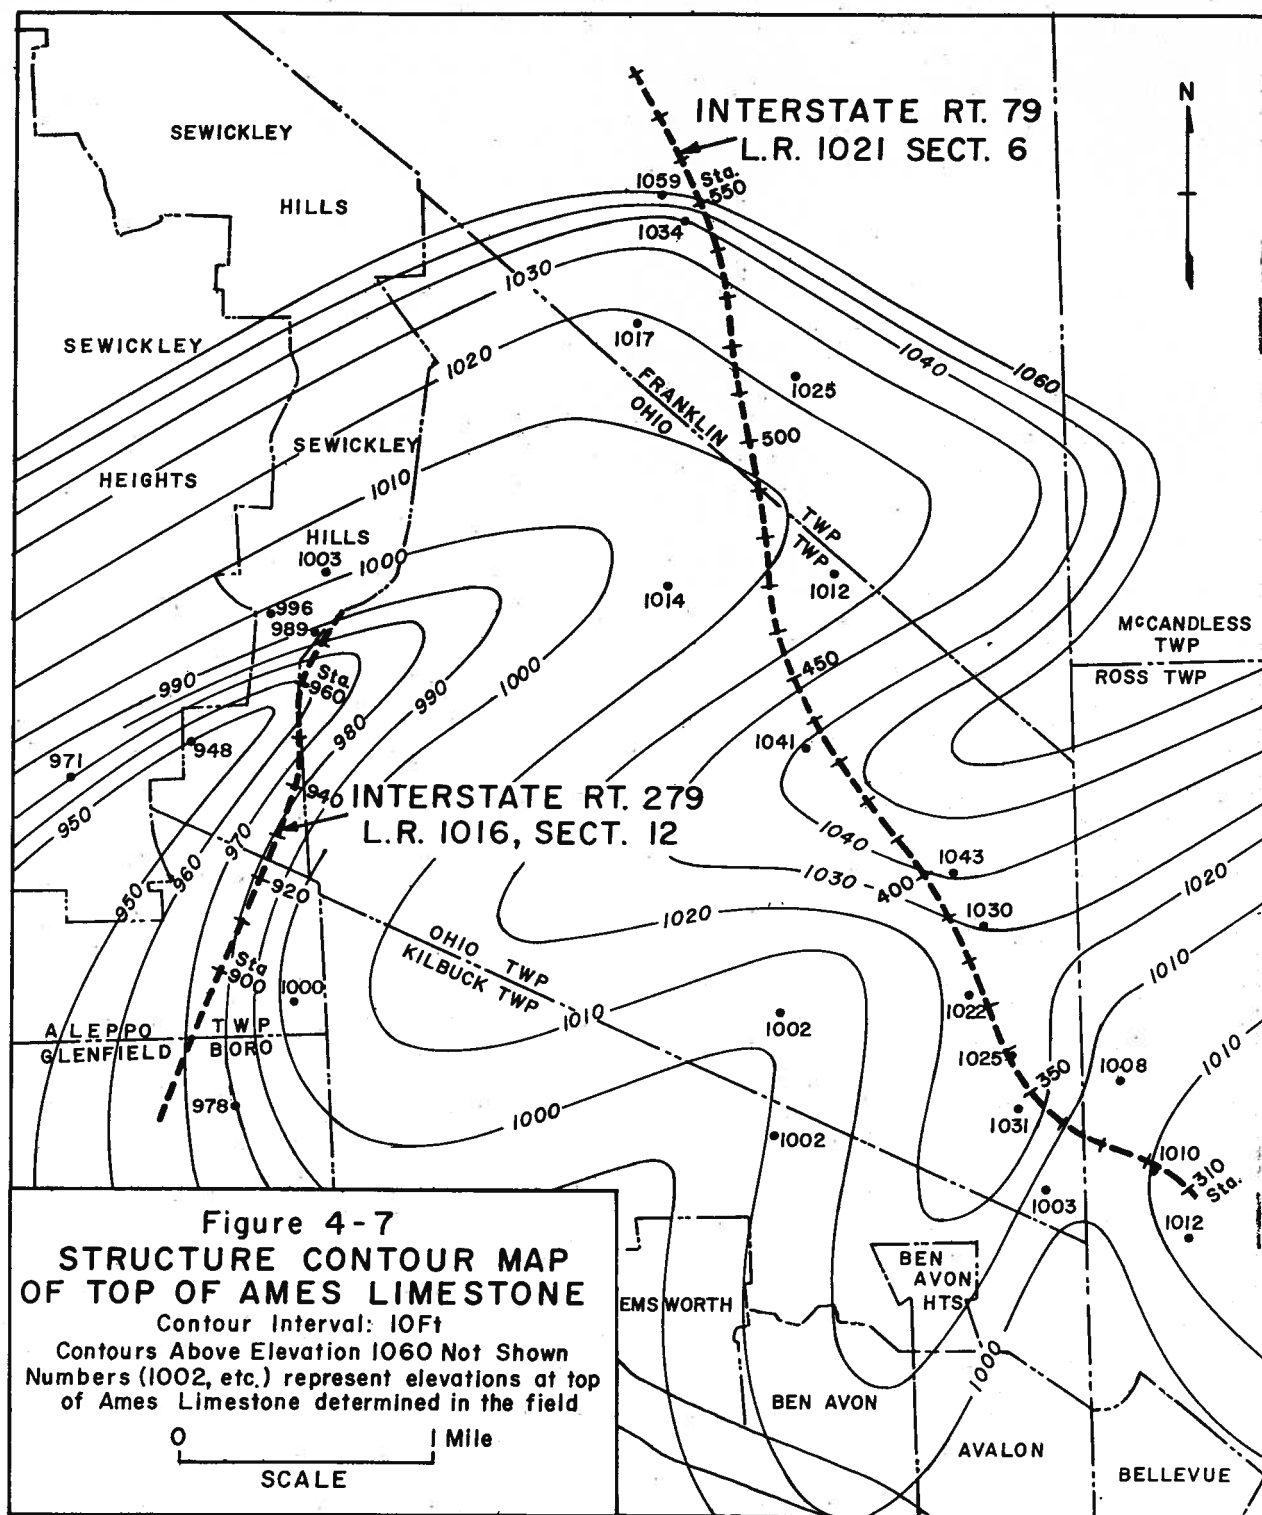 INTERSTATE RT. 79
L.R. 1021 SECT. 6
N
SEWICKLEY
HILLS
1059
Sta.
550
1034
1030
SEWICKLEY
1017
1020
1040
1060
FRANKLIN
OHIO
1025
500
SEWICKLEY
HEIGHTS
1010
HILLS
1003
1000
TWP
TWP
996
989
1014
1012
McCANDLESS
TWP
ROSS TWP
990
Sta.
960
1000
990
980
450
971
948
1041
940
INTERSTATE RT. 279
L.R. 1016, SECT. 12
950
970
960
950
920
1040
1043
1030
400
1020
1020
1030
OHIO TWP
KILBUCK TWP
Sta
900
1000
1010
1010
1002
1022
ALEPPO TWP
GLENFIELD BORO
1025
350
1008
1010
978
1000
1031
1002
1010
310
Sta.
1003
1012
Figure 4-7
STRUCTURE CONTOUR MAP
OF TOP OF AMES LIMESTONE
Contour Interval: 10Ft
Contours Above Elevation 1060 Not Shown
Numbers (1002, etc.) represent elevations at top
of Ames Limestone determined in the field
0 1 Mile
SCALE
EMSWORTH
BEN
AVON
HTS.
1000
BEN AVON
AVALON
BELLEVUE